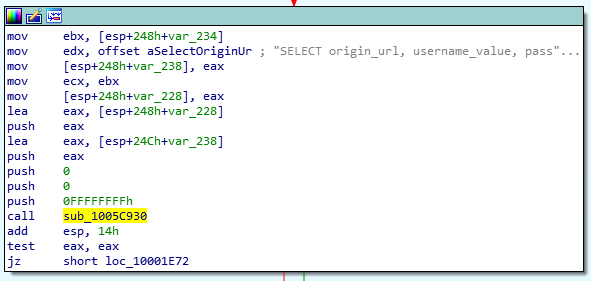 mov ebx, [esp+248h+var_234]
mov edx, offset aSelectOriginUr ; "SELECT origin_url, username_value, pass"...
mov [esp+248h+var_238], eax
mov ecx, ebx
mov [esp+248h+var_228], eax
lea eax, [esp+248h+var_228]
push eax
lea eax, [esp+24Ch+var_238]
push eax
push 0
push 0
push 0FFFFFFFFh
call sub_1005C930
add esp, 14h
test eax, eax
jz short loc_10001E72